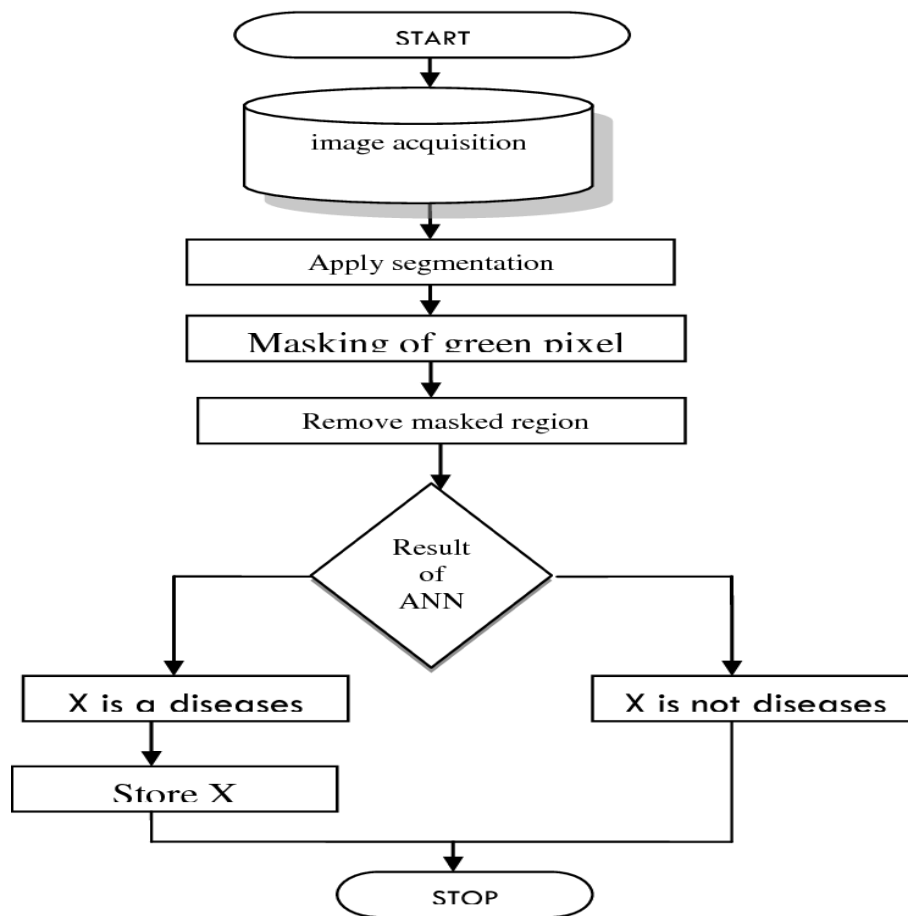 START
image acquisition
Apply segmentation
Masking of green pixel
Remove masked region
Result
of
ANN
X is a diseases
X is not diseases
Store X
STOP